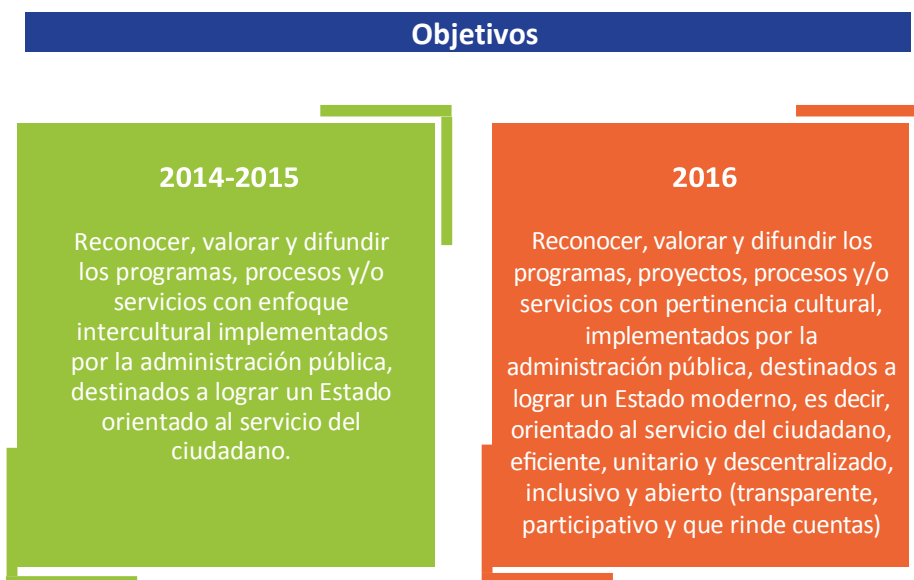 Objetivos
2014-2015
Reconocer, valorar y difundir
los programas, procesos y/o
servicios con enfoque
intercultural implementados
por la administración pública,
destinados a lograr un Estado
orientado al servicio del
ciudadano.
2016
Reconocer, valorar y difundir los
programas, proyectos, procesos y/o
servicios con pertinencia cultural,
implementados por la
administración pública, destinados a
lograr un Estado moderno, es decir,
orientado al servicio del ciudadano,
eficiente, unitario y descentralizado,
inclusivo y abierto (transparente,
participativo y que rinde cuentas)